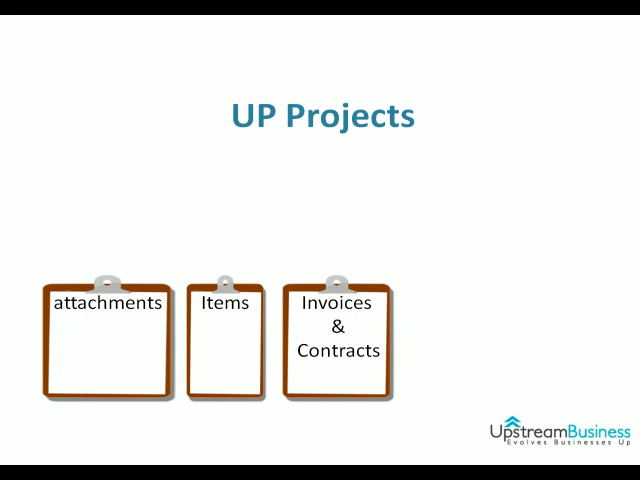 UP Projects
attachments
Items
Invoices
&
Contracts
UpstreamBusiness
Evolves Businesses Up